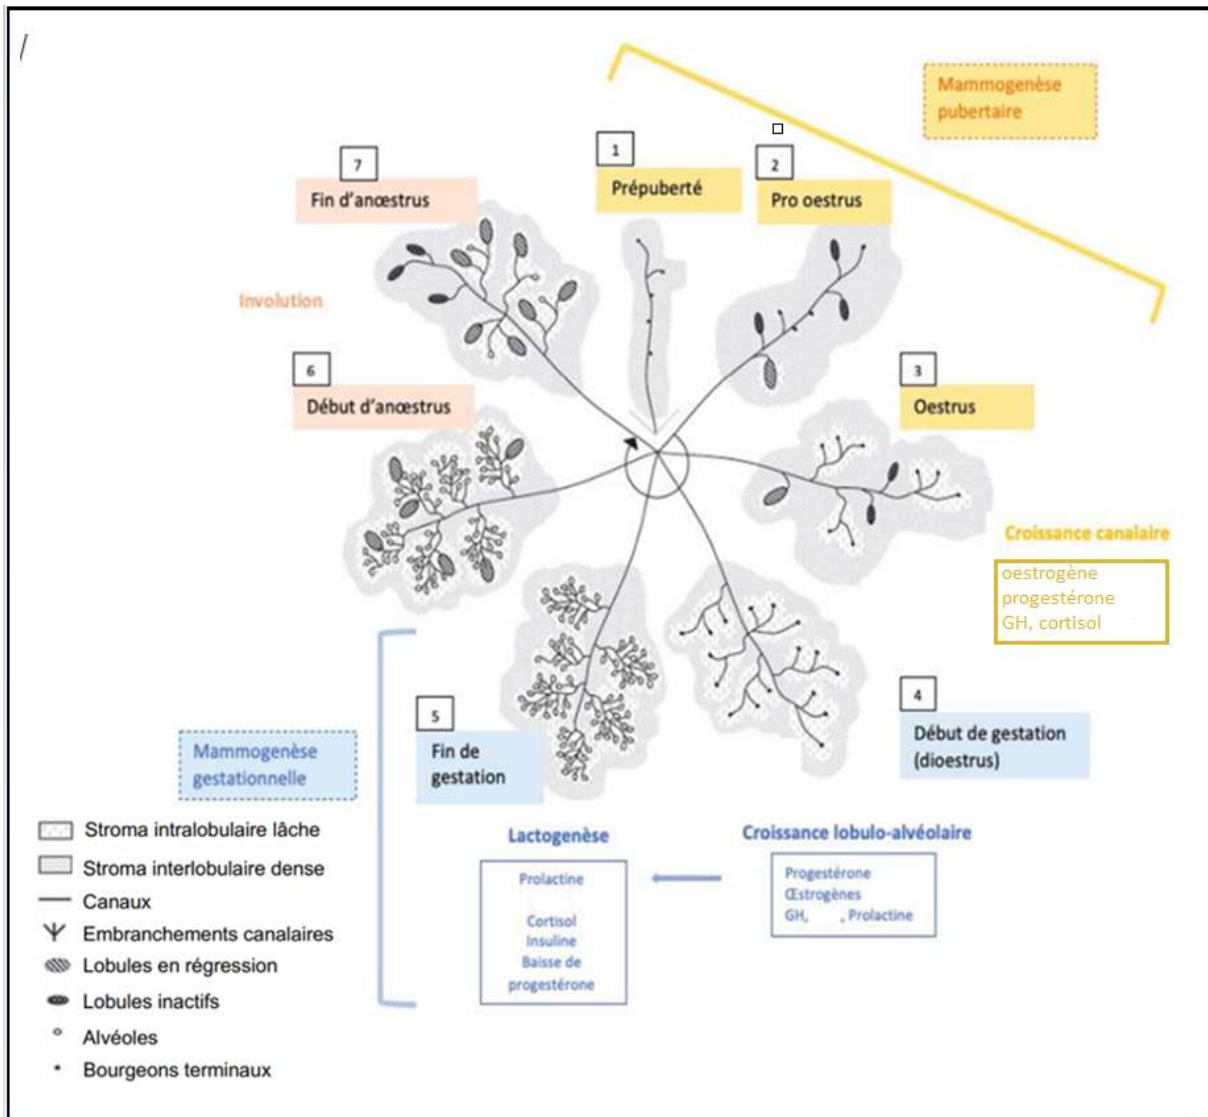 /
Mammogenèse
pubertaire
1
Prépuberté
2
Pro oestrus
7
Fin d'anœstrus
Involution
6
Début d'anœstrus
3
Oestrus
Croissance canalaire
oestrogène
progestérone
GH, cortisol
4
Début de gestation
(dioestrus)
5
Fin de
gestation
Mammogenèse
gestationnelle
Lactogenèse
Prolactine
Cortisol
Insuline
Baisse de
progestérone
Croissance lobulo-alvéolaire
Progestérone
Œstrogènes
GH, , Prolactine
Stroma intralobulaire lâche
Stroma interlobulaire dense
Canaux
Embranchements canalaires
Lobules en régression
Lobules inactifs
Alvéoles
Bourgeons terminaux